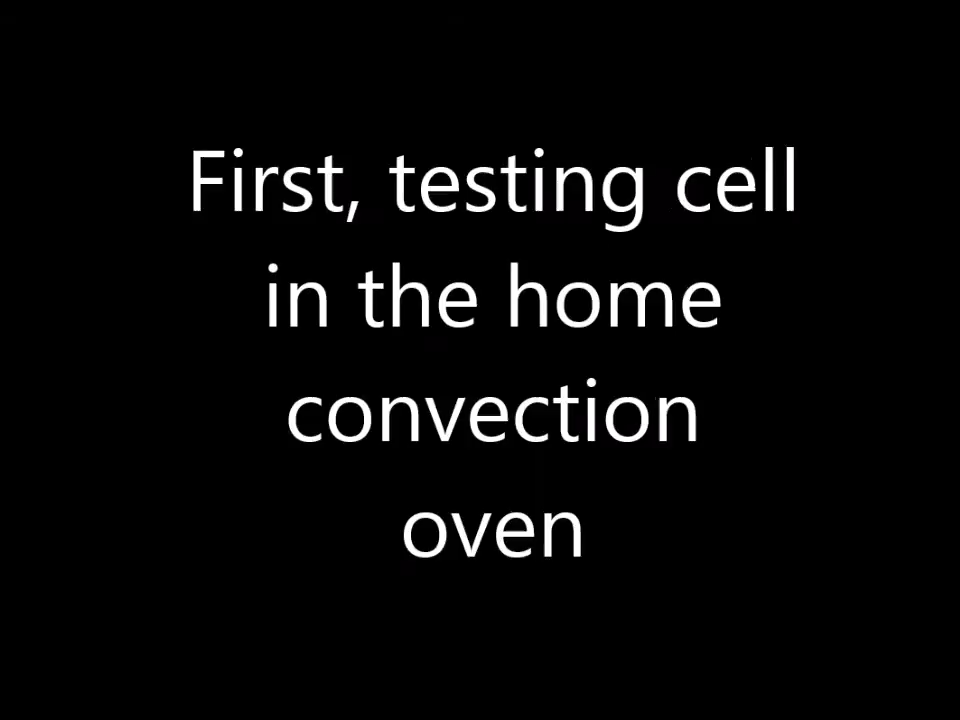 First, testing cell
in the home
convection
oven